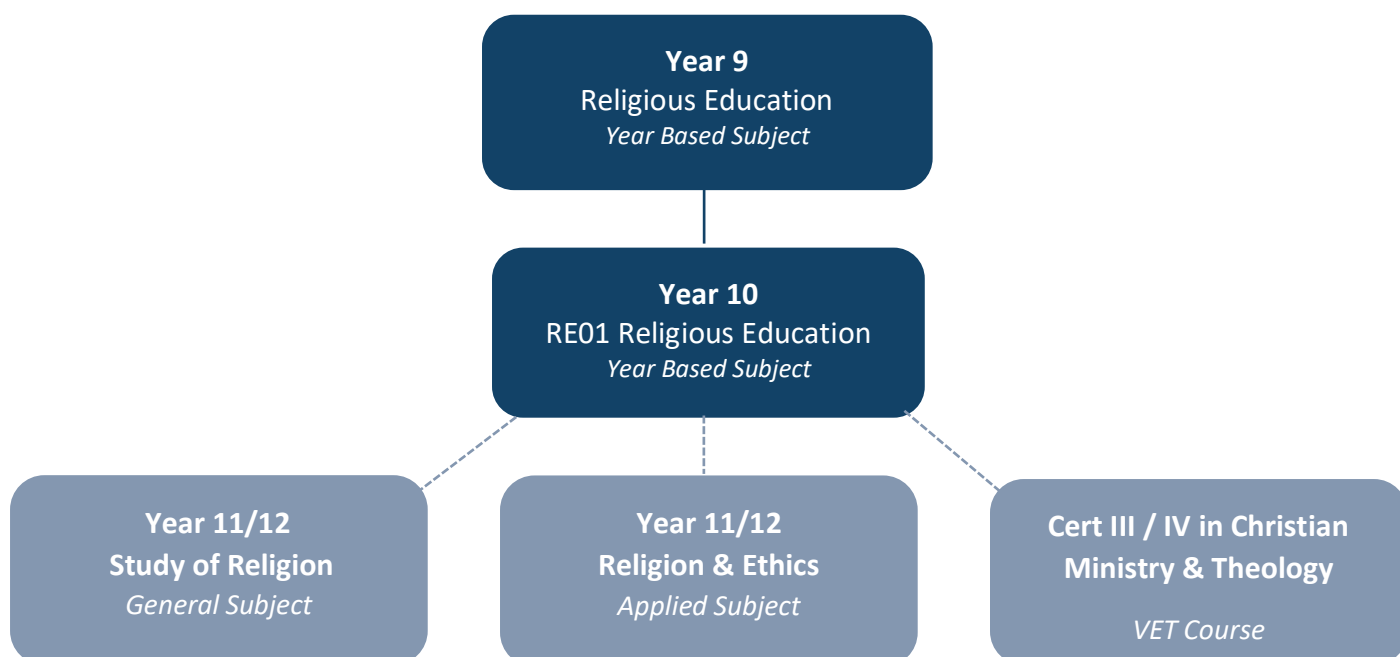 Year 9
Religious Education
Year Based Subject
Year 10
RE01 Religious Education
Year Based Subject
Year 11/12
Study of Religion
General Subject
Year 11/12
Religion & Ethics
Applied Subject
Cert III / IV in Christian
Ministry & Theology
VET Course